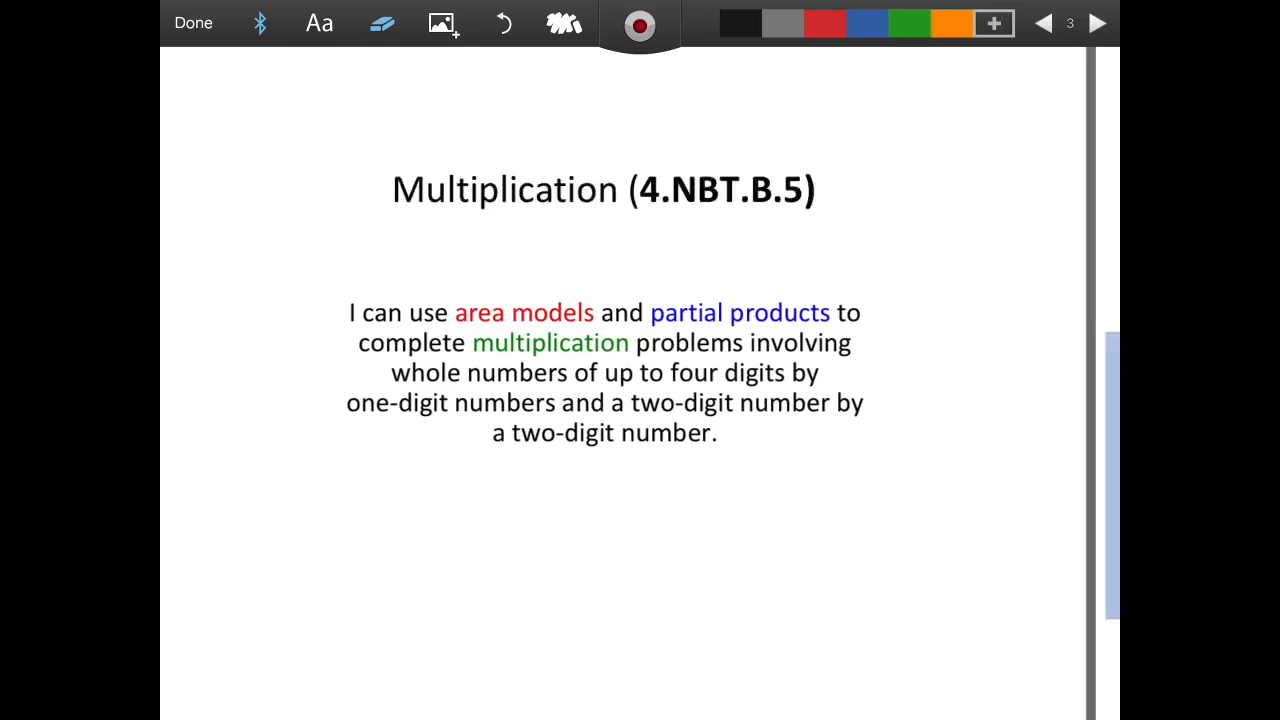 Done Aa 3
Multiplication (4.NBT.B.5)
I can use area models and partial products to
complete multiplication problems involving
whole numbers of up to four digits by
one-digit numbers and a two-digit number by
a two-digit number.